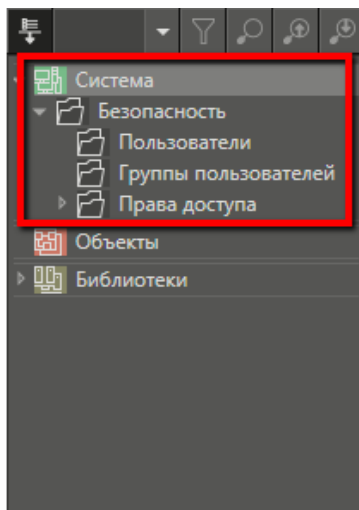 Система
Безопасность
Пользователи
Группы пользователей
Права доступа
Объекты
Библиотеки